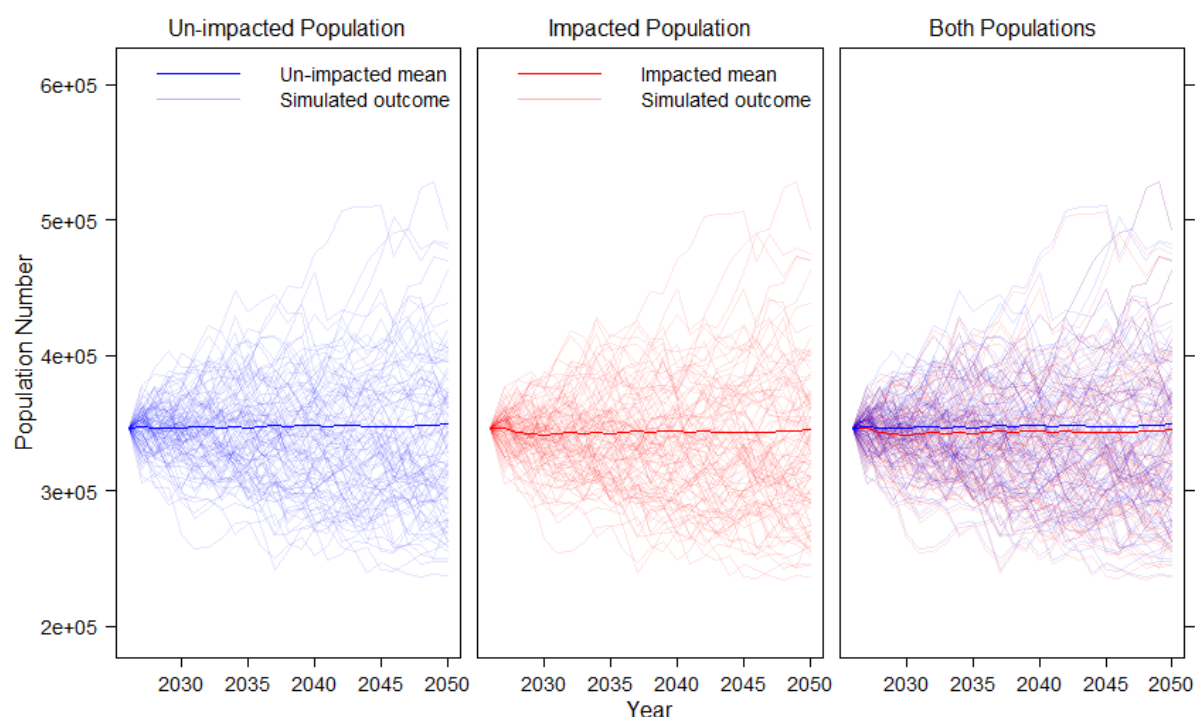 Un-impacted Population
Impacted Population
Both Populations
Un-impacted mean
Simulated outcome
Impacted mean
Simulated outcome
Population Number
6e+05
5e+05
4e+05
3e+05
2e+05
2030 2035 2040 2045 2050
2030 2035 2040 2045 2050
2030 2035 2040 2045 2050
Year